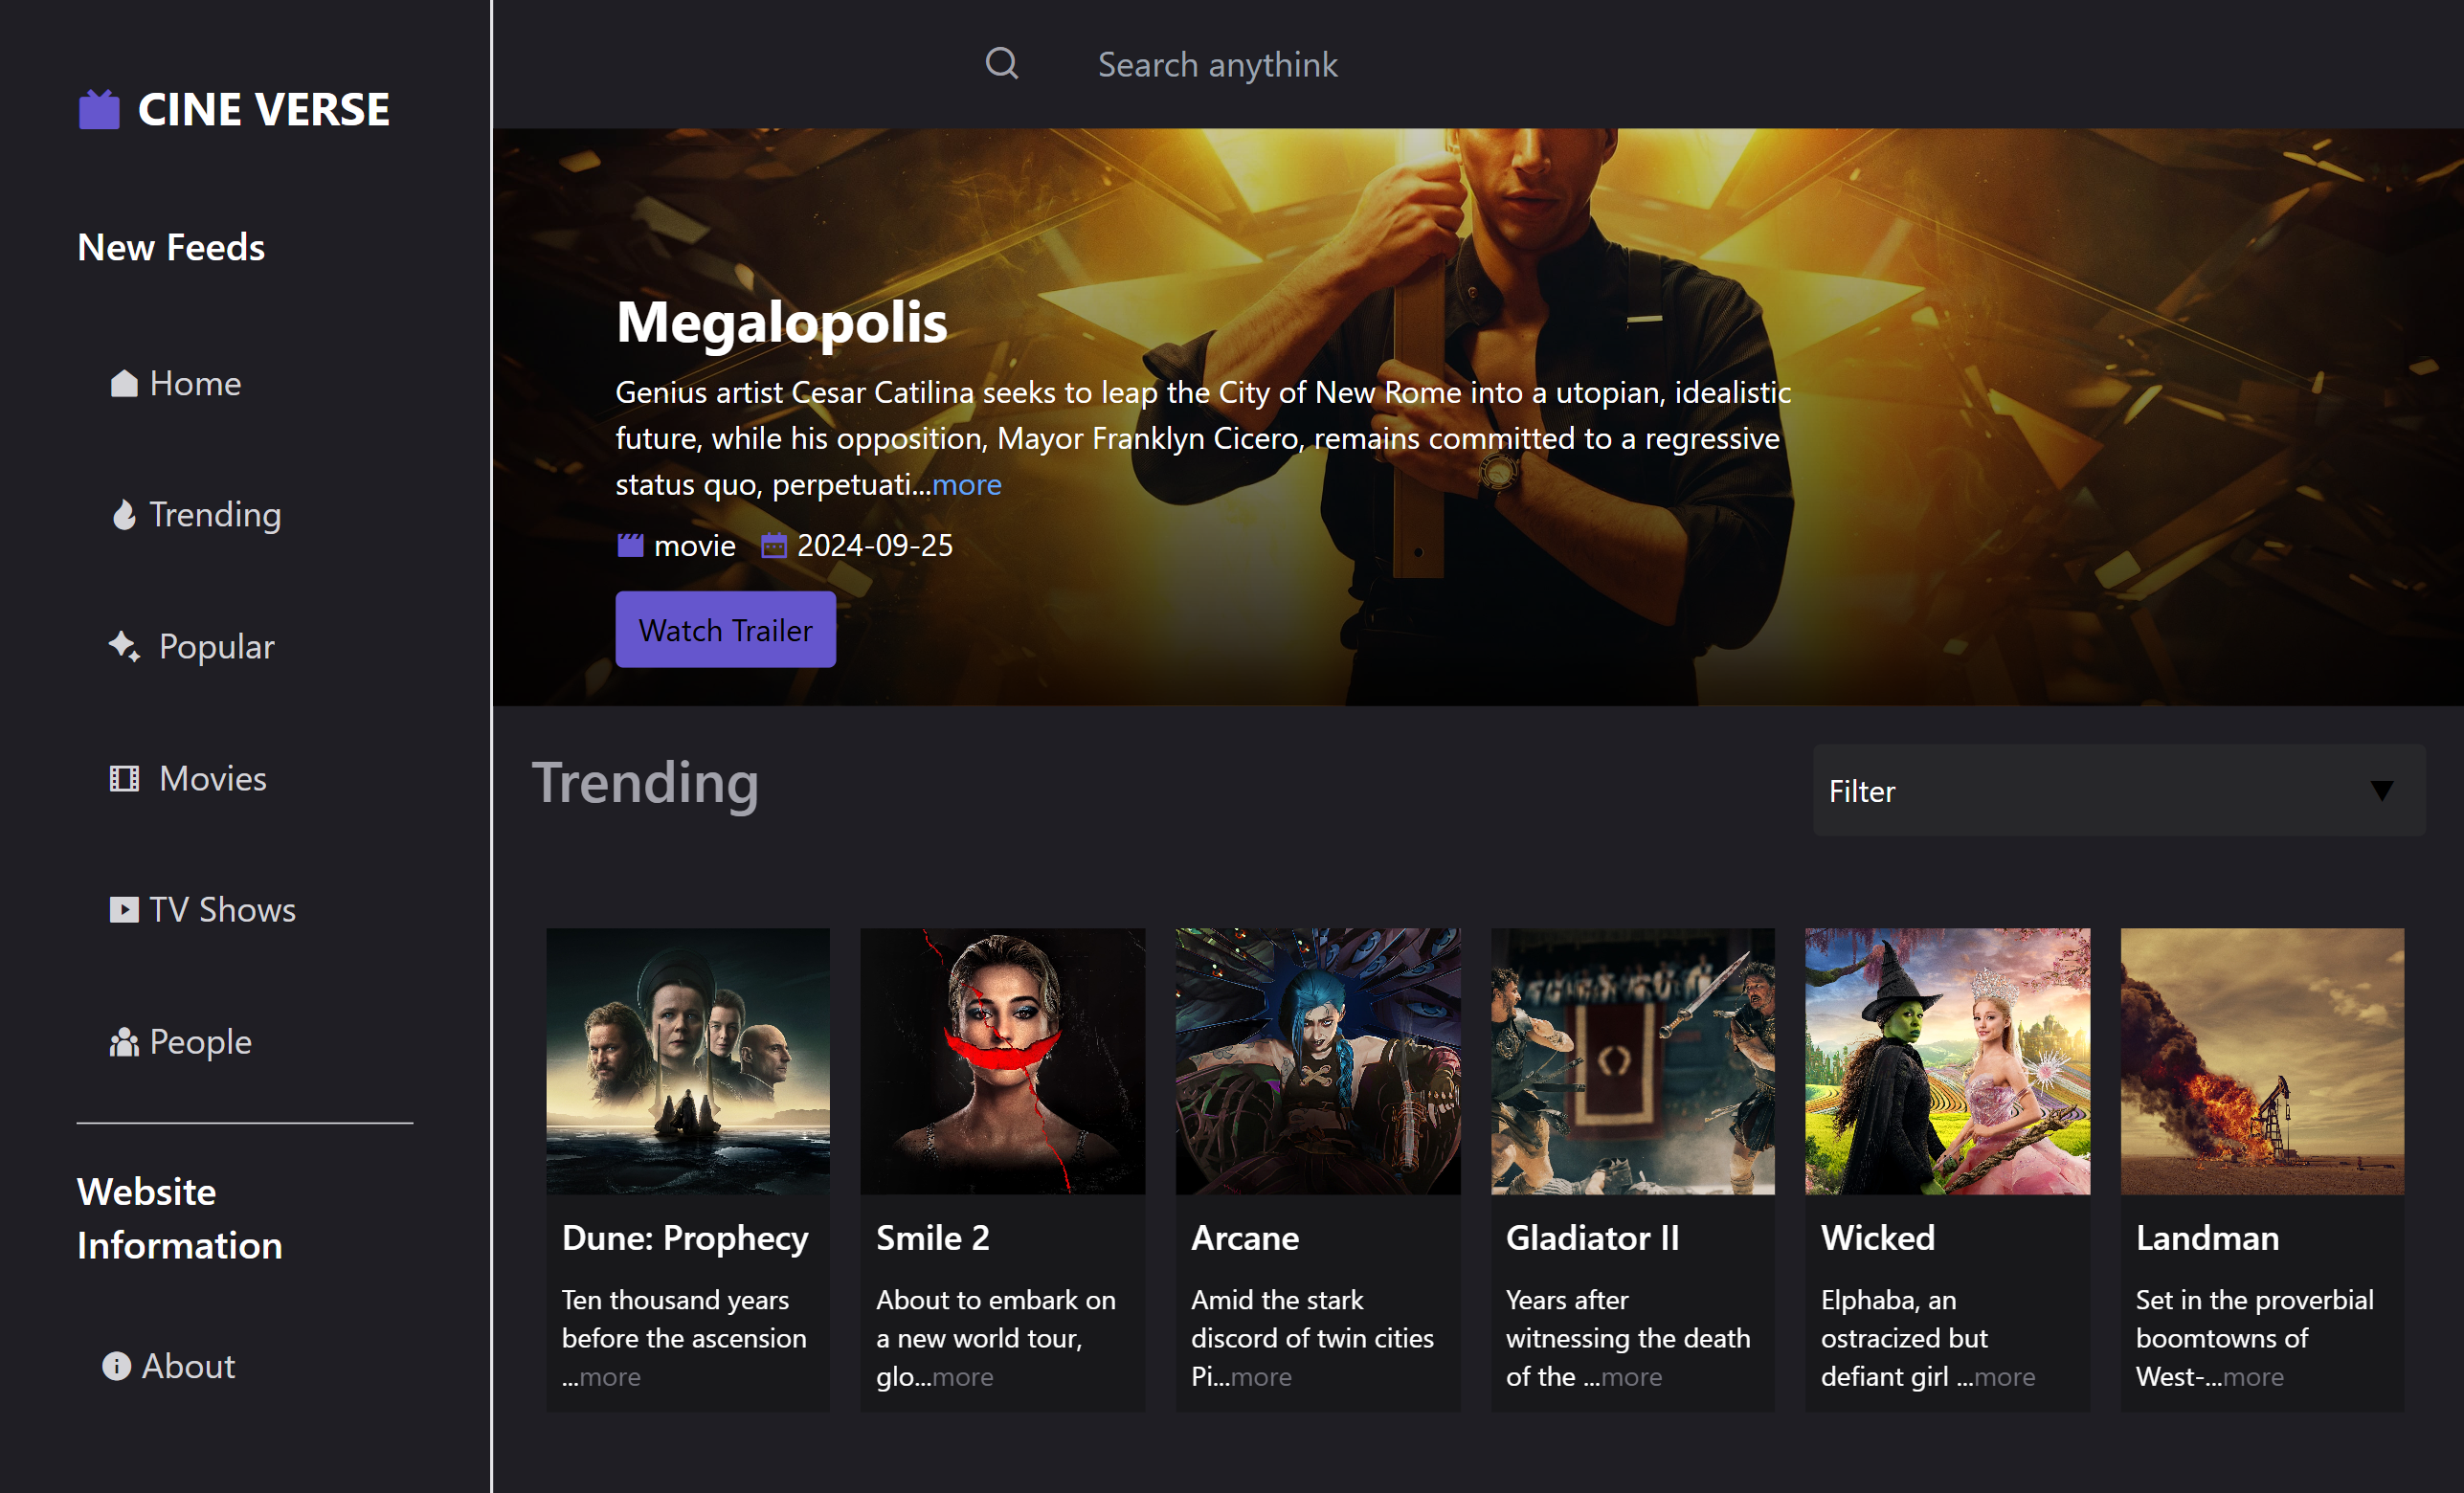 CINE VERSE
New Feeds
Home
Trending
Popular
Movies
TV Shows
People
Website
Information
About
Search anythink
Megalopolis
Genius artist Cesar Catilina seeks to leap the City of New Rome into a utopian, idealistic
future, while his opposition, Mayor Franklyn Cicero, remains committed to a regressive
status quo, perpetuati...more
movie 2024-09-25
Watch Trailer
Trending
Filter
Dune: Prophecy
Ten thousand years
before the ascension
...more
Smile 2
About to embark on
a new world tour,
glo...more
Arcane
Amid the stark
discord of twin cities
Pi...more
Gladiator II
Years after
witnessing the death
of the ...more
Wicked
Elphaba, an
ostracized but
defiant girl ...more
Landman
Set in the proverbial
boomtowns of
West-...more